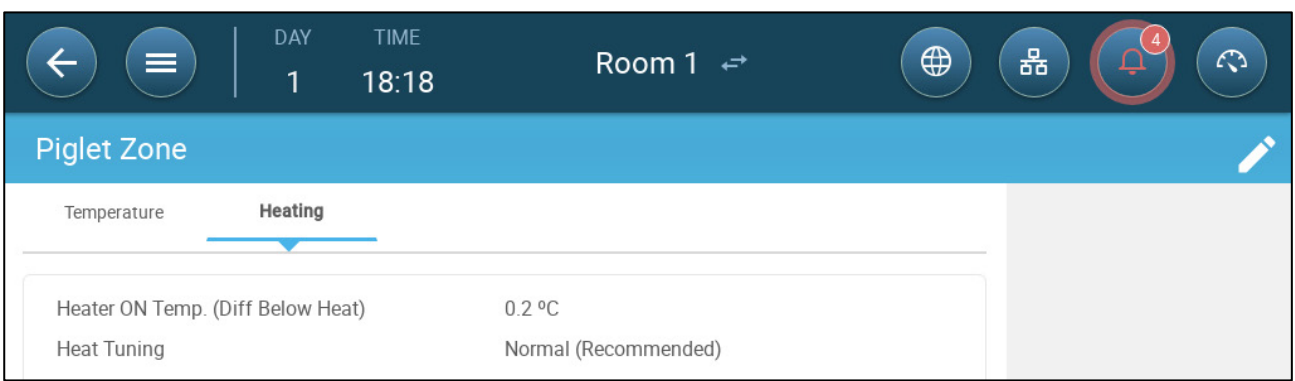 DAY TIME
1 18:18
Room 1
4
Piglet Zone
Temperature Heating
Heater ON Temp. (Diff Below Heat) 0.2 ºC
Heat Tuning Normal (Recommended)